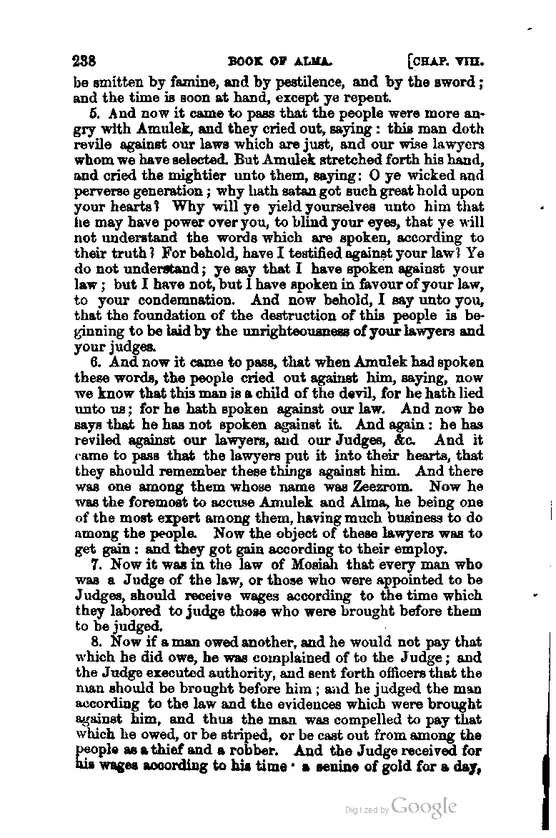 238 BOOK OF ALMA. [CHAP. VIII.
be smitten by famine, and by pestilence, and by the sword;
and the time is soon at hand, except ye repent.
5. And now it came to pass that the people were more an-
gry with Amulek, and they cried out, saying: this man doth
revile against our laws which are just, and our wise lawyers
whom we have selected. But Amulek stretched forth his hand,
and cried the mightier unto them, saying: O ye wicked and
perverse generation; why hath satan got such great hold upon
your hearts? Why will ye yield yourselves unto him that
he may have power over you, to blind your eyes, that ye will
not understand the words which are spoken, according to
their truth? For behold, have I testified against your law? Ye
do not understand; ye say that I have spoken against your
law; but I have not, but I have spoken in favour of your law,
to your condemnation. And now behold, I say unto you,
that the foundation of the destruction of this people is be-
ginning to be laid by the unrighteousness of your lawyers and
your judges.
6. And now it came to pass, that when Amulek had spoken
these words, the people cried out against him, saying, now
we know that this man is a child of the devil, for he hath lied
unto us; for he hath spoken against our law. And now he
says that he has not spoken against it. And again: he has
reviled against our lawyers, and our Judges, &c. And it
came to pass that the lawyers put it into their hearts, that
they should remember these things against him. And there
was one among them whose name was Zeezrom. Now he
was the foremost to accuse Amulek and Alma, he being one
of the most expert among them, having much business to do
among the people. Now the object of these lawyers was to
get gain: and they got gain according to their employ.
7. Now it was in the law of Mosiah that every man who
was a Judge of the law, or those who were appointed to be
Judges, should receive wages according to the time which
they labored to judge those who were brought before them
to be judged.
8. Now if a man owed another, and he would not pay that
which he did owe, he was complained of to the Judge; and
the Judge executed authority, and sent forth officers that the
man should be brought before him; and he judged the man
according to the law and the evidences which were brought
against him, and thus the man was compelled to pay that
which he owed, or be striped, or be cast out from among the
people as a thief and a robber. And the Judge received for
his wages according to his time · a senine of gold for a day,
Digitized by Google